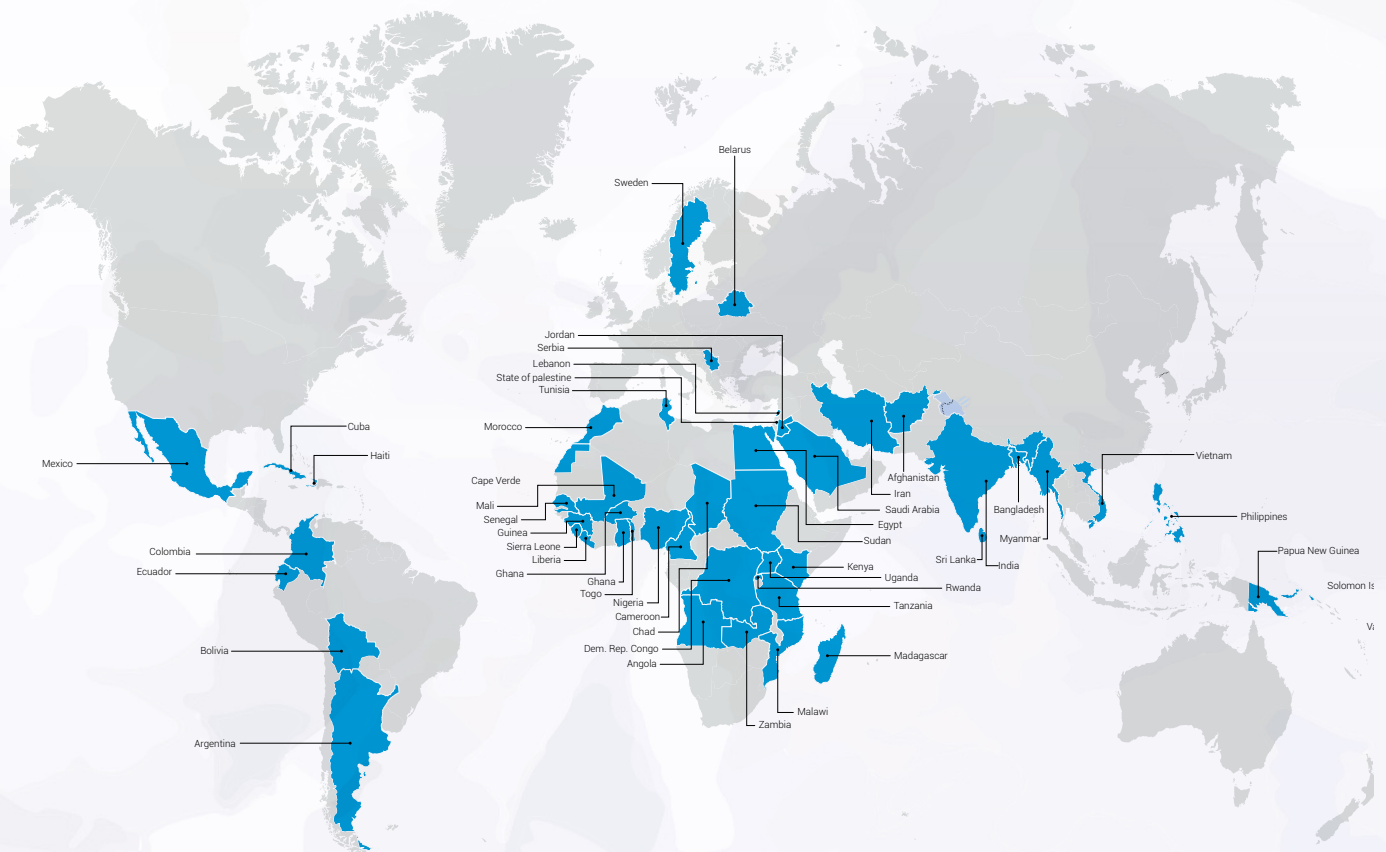 Belarus
Sweden
Jordan
Serbia
Lebanon
State of palestine
Tunisia
Morocco
Cuba
Haiti
Mexico
Vietnam
Cape Verde
Afghanistan
Iran
Mali
Saudi Arabia
Bangladesh
Senegal
Philippines
Egypt
Guinea
Myanmar
Sudan
Sierra Leone
Colombia
Papua New Guinea
Liberia
Sri Lanka
India
Kenya
Ecuador
Ghana
Uganda
Ghana
Solomon Is
Rwanda
Togo
Nigeria
Tanzania
Cameroon
Chad
Dem. Rep. Congo
Bolivia
Madagascar
Angola
Malawi
Zambia
Argentina